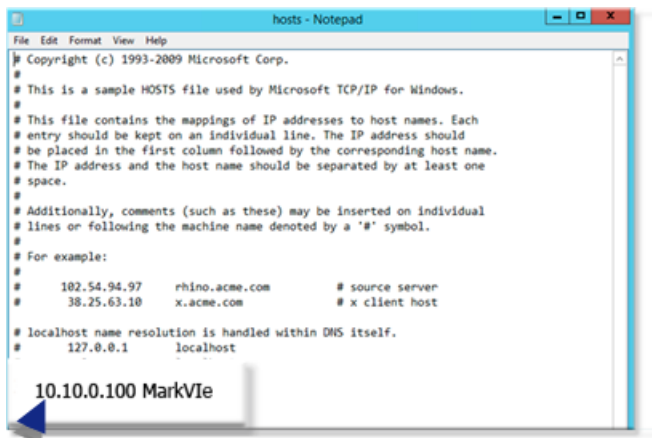 hosts - Notepad
File Edit Format View Help
# Copyright (c) 1993-2009 Microsoft Corp.
#
# This is a sample HOSTS file used by Microsoft TCP/IP for Windows.
#
# This file contains the mappings of IP addresses to host names. Each
# entry should be kept on an individual line. The IP address should
# be placed in the first column followed by the corresponding host name.
# The IP address and the host name should be separated by at least one
# space.
#
# Additionally, comments (such as these) may be inserted on individual
# lines or following the machine name denoted by a '#' symbol.
#
# For example:
#
# 102.54.94.97 rhino.acme.com # source server
# 38.25.63.10 x.acme.com # x client host

# localhost name resolution is handled within DNS itself.
# 127.0.0.1 localhost
10.10.0.100 MarkVIe